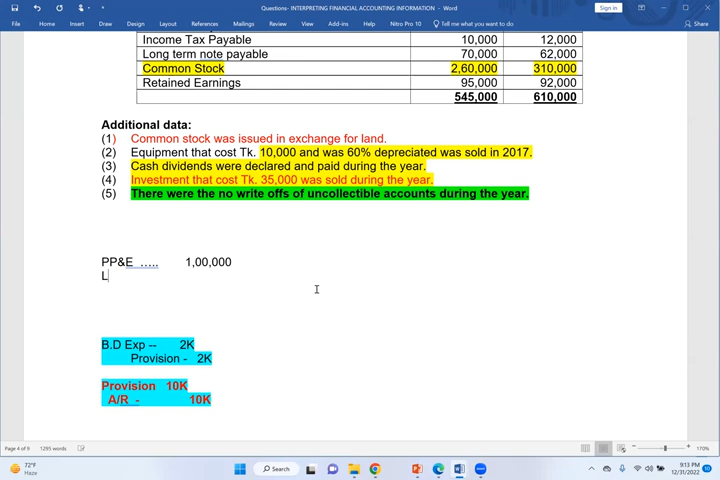 Questions- INTERPRETING FINANCIAL ACCOUNTING INFORMATION - Word
Sign in
File Home Insert Draw Design Layout References Mailings Review View Add-ins Help Nitro Pro 10 Tell me what you want to do Share
Income Tax Payable 10,000 12,000
Long term note payable 70,000 62,000
Common Stock 2,60,000 310,000
Retained Earnings 95,000 92,000
545,000 610,000
Additional data:
(1) Common stock was issued in exchange for land.
(2) Equipment that cost Tk. 10,000 and was 60% depreciated was sold in 2017.
(3) Cash dividends were declared and paid during the year.
(4) Investment that cost Tk. 35,000 was sold during the year.
(5) There were the no write offs of uncollectible accounts during the year.
PP&E ….. 1,00,000
L
B.D Exp -- 2K
Provision - 2K
Provision 10K
A/R - 10K
Page 4 of 9 1295 words 170%
72°F
Haze
Search
9:13 PM
12/31/2022
10